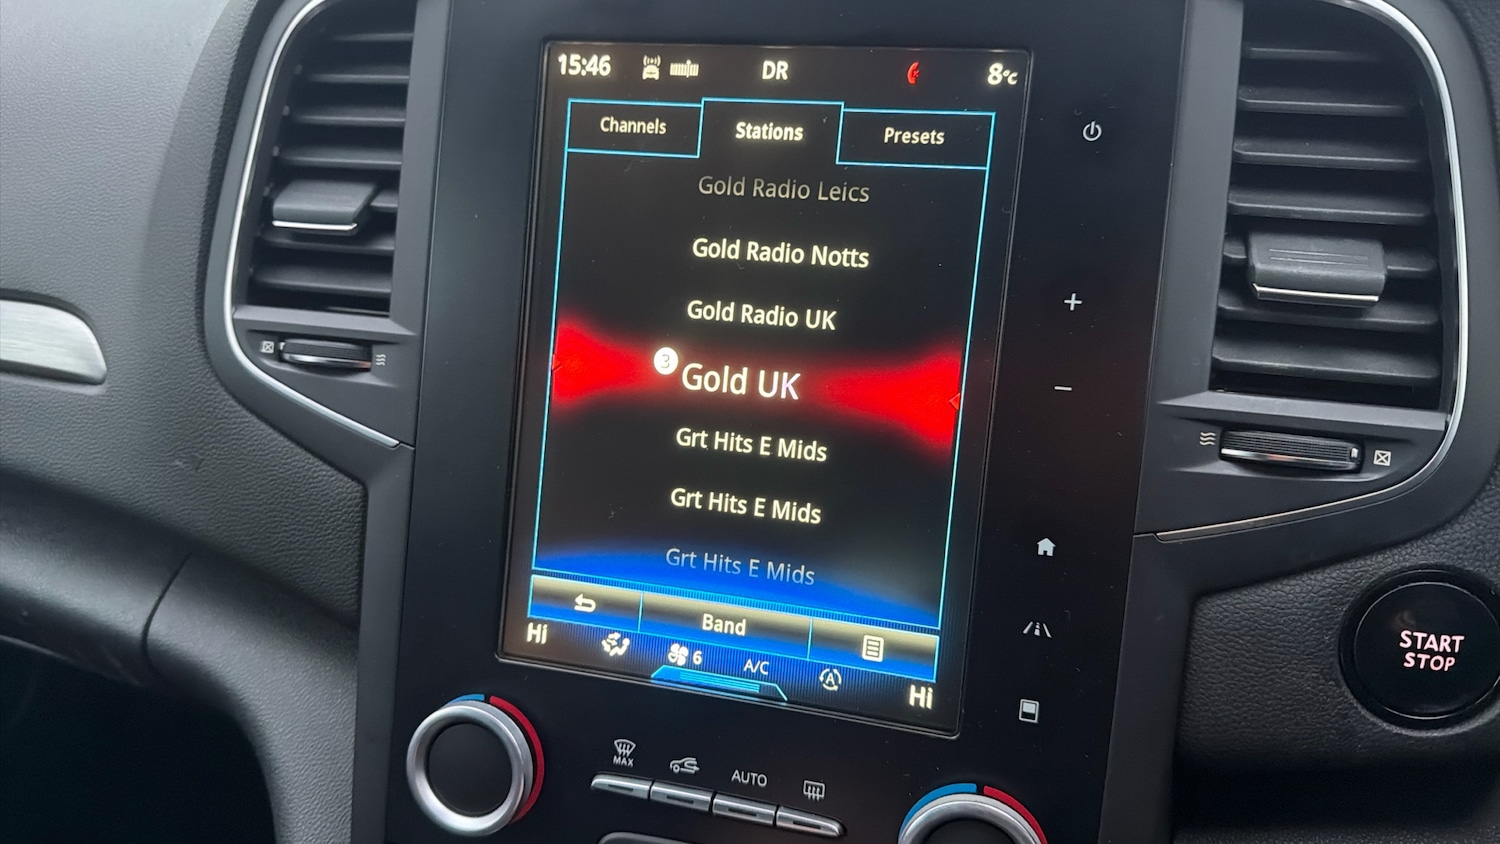 15:46 DR 8°C
Channels Stations Presets
Gold Radio Leics
Gold Radio Notts
Gold Radio UK
3 Gold UK
Grt Hits E Mids
Grt Hits E Mids
Grt Hits E Mids
Band
Hi 6 A/C A Hi
+
−
START
STOP
MAX AUTO